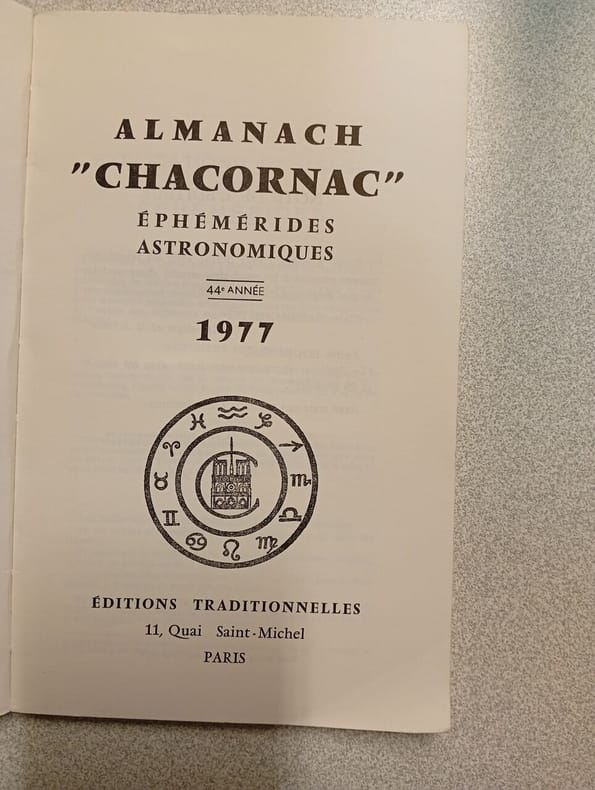 ALMANACH
"CHACORNAC"
ÉPHÉMÉRIDES
ASTRONOMIQUES
44e ANNÉE
1977
ÉDITIONS TRADITIONNELLES
11, Quai Saint-Michel
PARIS